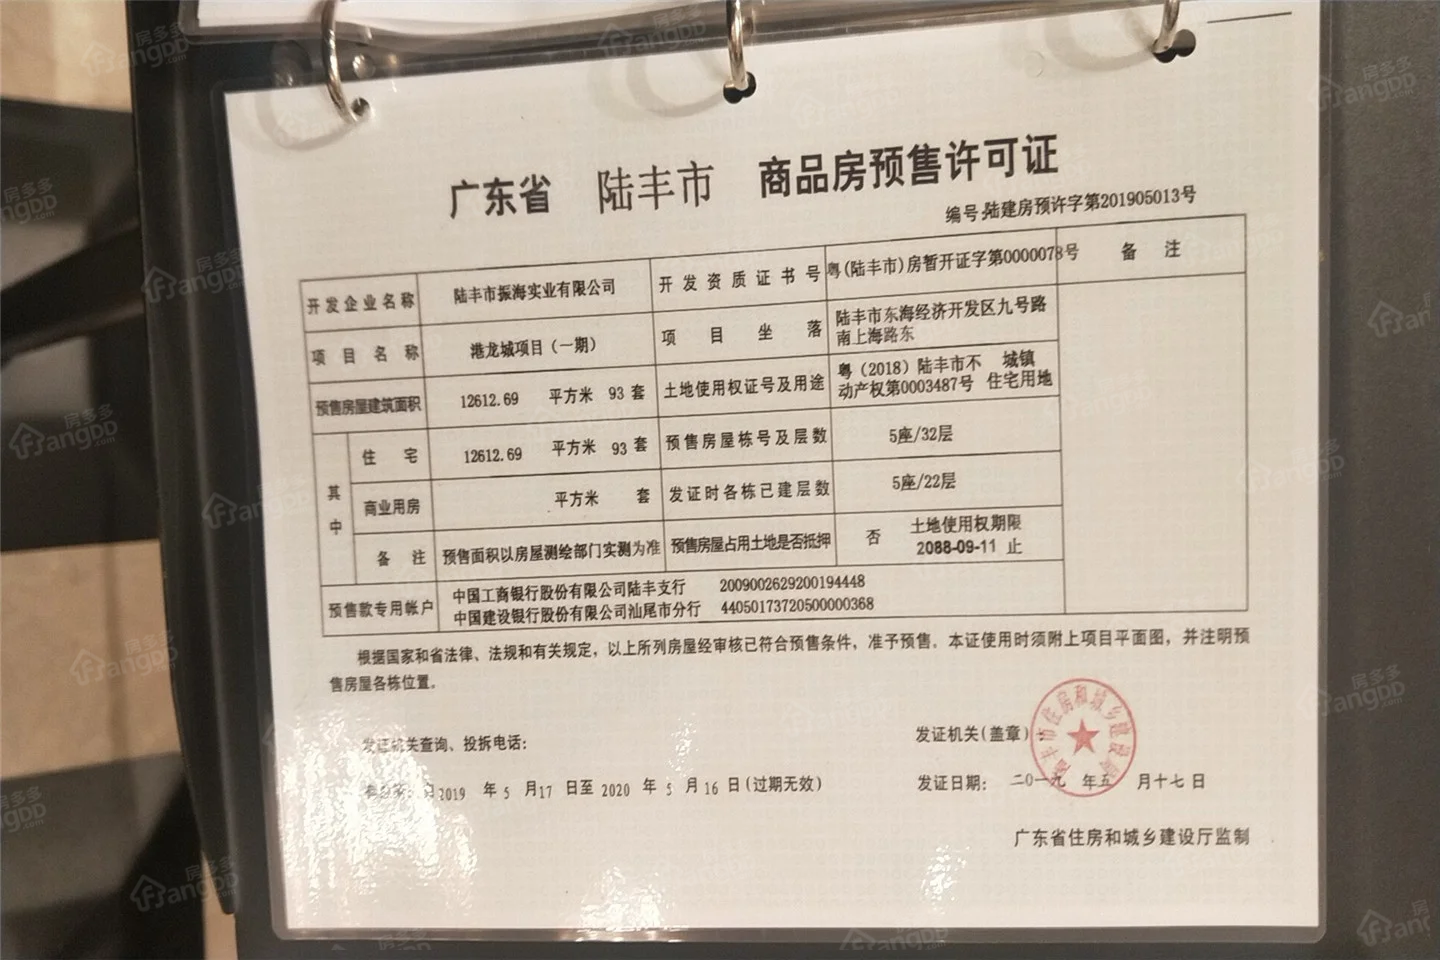 广东省 陆丰市 商品房预售许可证
编号:陆建房预许字第201905013号
开发企业名称 陆丰市振海实业有限公司 开发资质证书号 粤(陆丰市)房暂开证字第0000078号 备注
项目名称 港龙城项目（一期） 项目坐落 陆丰市东海经济开发区九号路
南上海路东
预售房屋建筑面积 12612.69 平方米 93 套 土地使用权证号及用途 粤（2018）陆丰市不 城镇
动产权第0003487号 住宅用地
其中 住宅 12612.69 平方米 93 套 预售房屋栋号及层数 5座/32层
商业用房 平方米 套 发证时各栋已建层数 5座/22层
备注 预售面积以房屋测绘部门实测为准 预售房屋占用土地是否抵押 否 土地使用权期限
2088-09-11 止
预售款专用帐户 中国工商银行股份有限公司陆丰支行 2009002629200194448
中国建设银行股份有限公司汕尾市分行 44050173720500000368
根据国家和省法律、法规和有关规定，以上所列房屋经审核已符合预售条件，准予预售。本证使用时须附上项目平面图，并注明预
售房屋各栋位置。
发证机关查询、投拆电话：
发证机关(盖章)
2019 年 5 月 17 日至 2020 年 5 月 16 日(过期无效)
发证日期： 二0一九 年五 月十七日
广东省住房和城乡建设厅监制
房多多
Fangdd.com